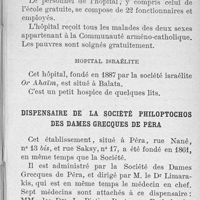 Le personnel de l'hôpital, y compris celui de
l'école gratuite, se compose de 22 fonctionnaires et
employés.
L'hôpital reçoit tous les malades des deux sexes
appartenant à la Communauté arméno-catholique.
Les pauvres sont soignés gratuitement.
HOPITAL ISRAÉLITE
Cet hôpital, fondé en 1887 par la société israélite
Or Ahaïm, est situé à Balata.
C'est un petit hospice de quelques lits.
DISPENSAIRE DE LA SOCIÉTÉ PHILOPTOCHOS
DES DAMES GRECQUES DE PÉRA
Cet établissement, situé à Péra, rue Nané,
nº 13 bis, et rue Saksy, nº 17, a été fondé en 1861,
en même temps que la Société.
Il est administré par la Société des Dames
Grecques de Péra, et dirigé par M. le Dr Limara-
kis, en même temps le médecin en chef.
Sept médecins sont attachés à ce dispensaire: